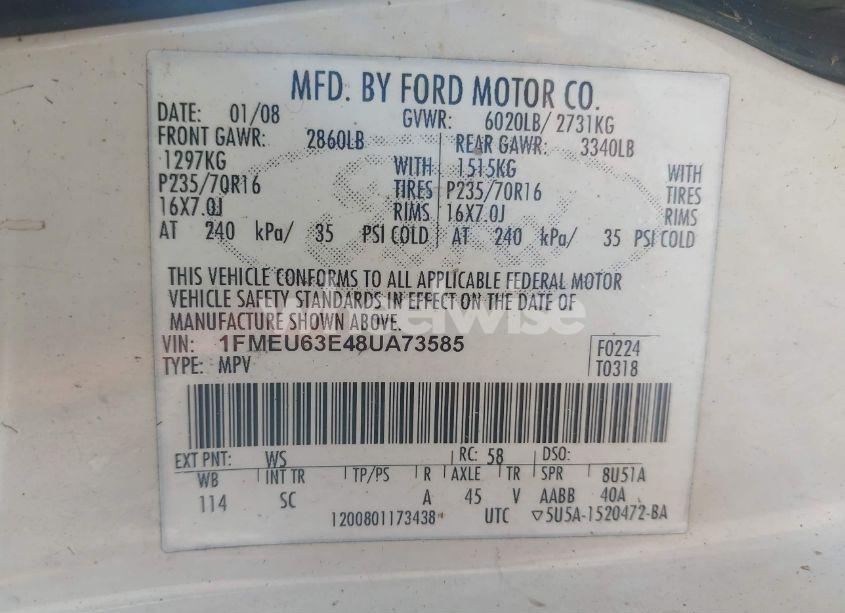 MFD. BY FORD MOTOR CO.
DATE: 01/08 GVWR: 6020LB/ 2731KG
FRONT GAWR: 2860LB REAR GAWR: 3340LB
1297KG WITH 1515KG WITH
P235/70R16 TIRES P235/70R16 TIRES
16X7.0J RIMS 16X7.0J RIMS
AT 240 kPa/ 35 PSI COLD AT 240 kPa/ 35 PSI COLD
THIS VEHICLE CONFORMS TO ALL APPLICABLE FEDERAL MOTOR
VEHICLE SAFETY STANDARDS IN EFFECT ON THE DATE OF
MANUFACTURE SHOWN ABOVE.
VIN: 1FMEU63E48UA73585 F0224
TYPE: MPV T0318
EXT PNT: WS RC: 58 DSO:
WB INT TR TP/PS R AXLE TR SPR 8U51A
114 SC A 45 V AABB 40A
1200801173438 UTC ▽5U5A-1520472-BA